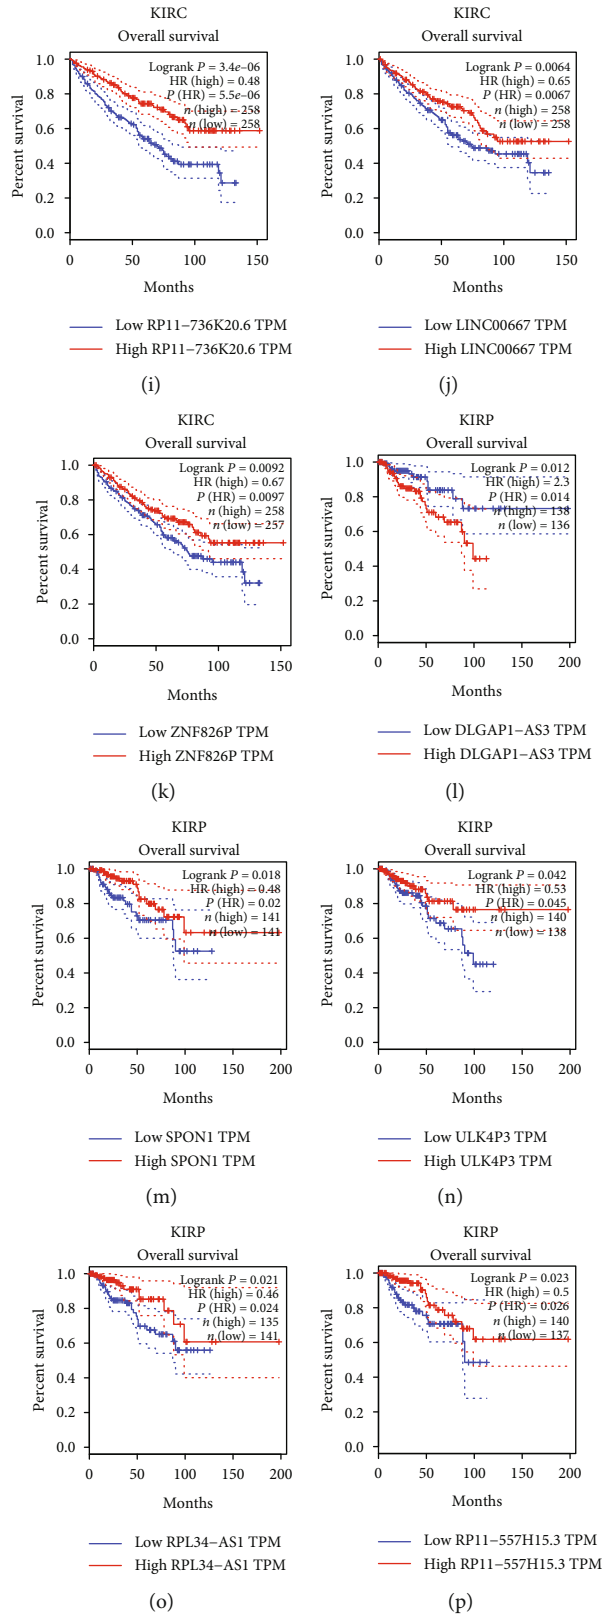 KIRC
Overall survival
Logrank P = 3.4e−06
HR (high) = 0.48
P (HR) = 5.5e−06
n (high) = 258
n (low) = 258
Percent survival
1.0
0.8
0.6
0.4
0.2
0.0
0 50 100 150
Months
Low RP11−736K20.6 TPM
High RP11−736K20.6 TPM
(i)
KIRC
Overall survival
Logrank P = 0.0064
HR (high) = 0.65
P (HR) = 0.0067
n (high) = 258
n (low) = 258
Percent survival
1.0
0.8
0.6
0.4
0.2
0.0
0 50 100 150
Months
Low LINC00667 TPM
High LINC00667 TPM
(j)
KIRC
Overall survival
Logrank P = 0.0092
HR (high) = 0.67
P (HR) = 0.0097
n (high) = 258
n (low) = 257
Percent survival
1.0
0.8
0.6
0.4
0.2
0.0
0 50 100 150
Months
Low ZNF826P TPM
High ZNF826P TPM
(k)
KIRP
Overall survival
Logrank P = 0.012
HR (high) = 2.3
P (HR) = 0.014
n (high) = 138
n (low) = 136
Percent survival
1.0
0.8
0.6
0.4
0.2
0.0
0 50 100 150 200
Months
Low DLGAP1−AS3 TPM
High DLGAP1−AS3 TPM
(l)
KIRP
Overall survival
Logrank P = 0.018
HR (high) = 0.48
P (HR) = 0.02
n (high) = 141
n (low) = 141
Percent survival
1.0
0.8
0.6
0.4
0.2
0.0
0 50 100 150 200
Months
Low SPON1 TPM
High SPON1 TPM
(m)
KIRP
Overall survival
Logrank P = 0.042
HR (high) = 0.53
P (HR) = 0.045
n (high) = 140
n (low) = 138
Percent survival
1.0
0.8
0.6
0.4
0.2
0.0
0 50 100 150 200
Months
Low ULK4P3 TPM
High ULK4P3 TPM
(n)
KIRP
Overall survival
Logrank P = 0.021
HR (high) = 0.46
P (HR) = 0.024
n (high) = 135
n (low) = 141
Percent survival
1.0
0.8
0.6
0.4
0.2
0.0
0 50 100 150 200
Months
Low RPL34−AS1 TPM
High RPL34−AS1 TPM
(o)
KIRP
Overall survival
Logrank P = 0.023
HR (high) = 0.5
P (HR) = 0.026
n (high) = 140
n (low) = 137
Percent survival
1.0
0.8
0.6
0.4
0.2
0.0
0 50 100 150 200
Months
Low RP11−557H15.3 TPM
High RP11−557H15.3 TPM
(p)